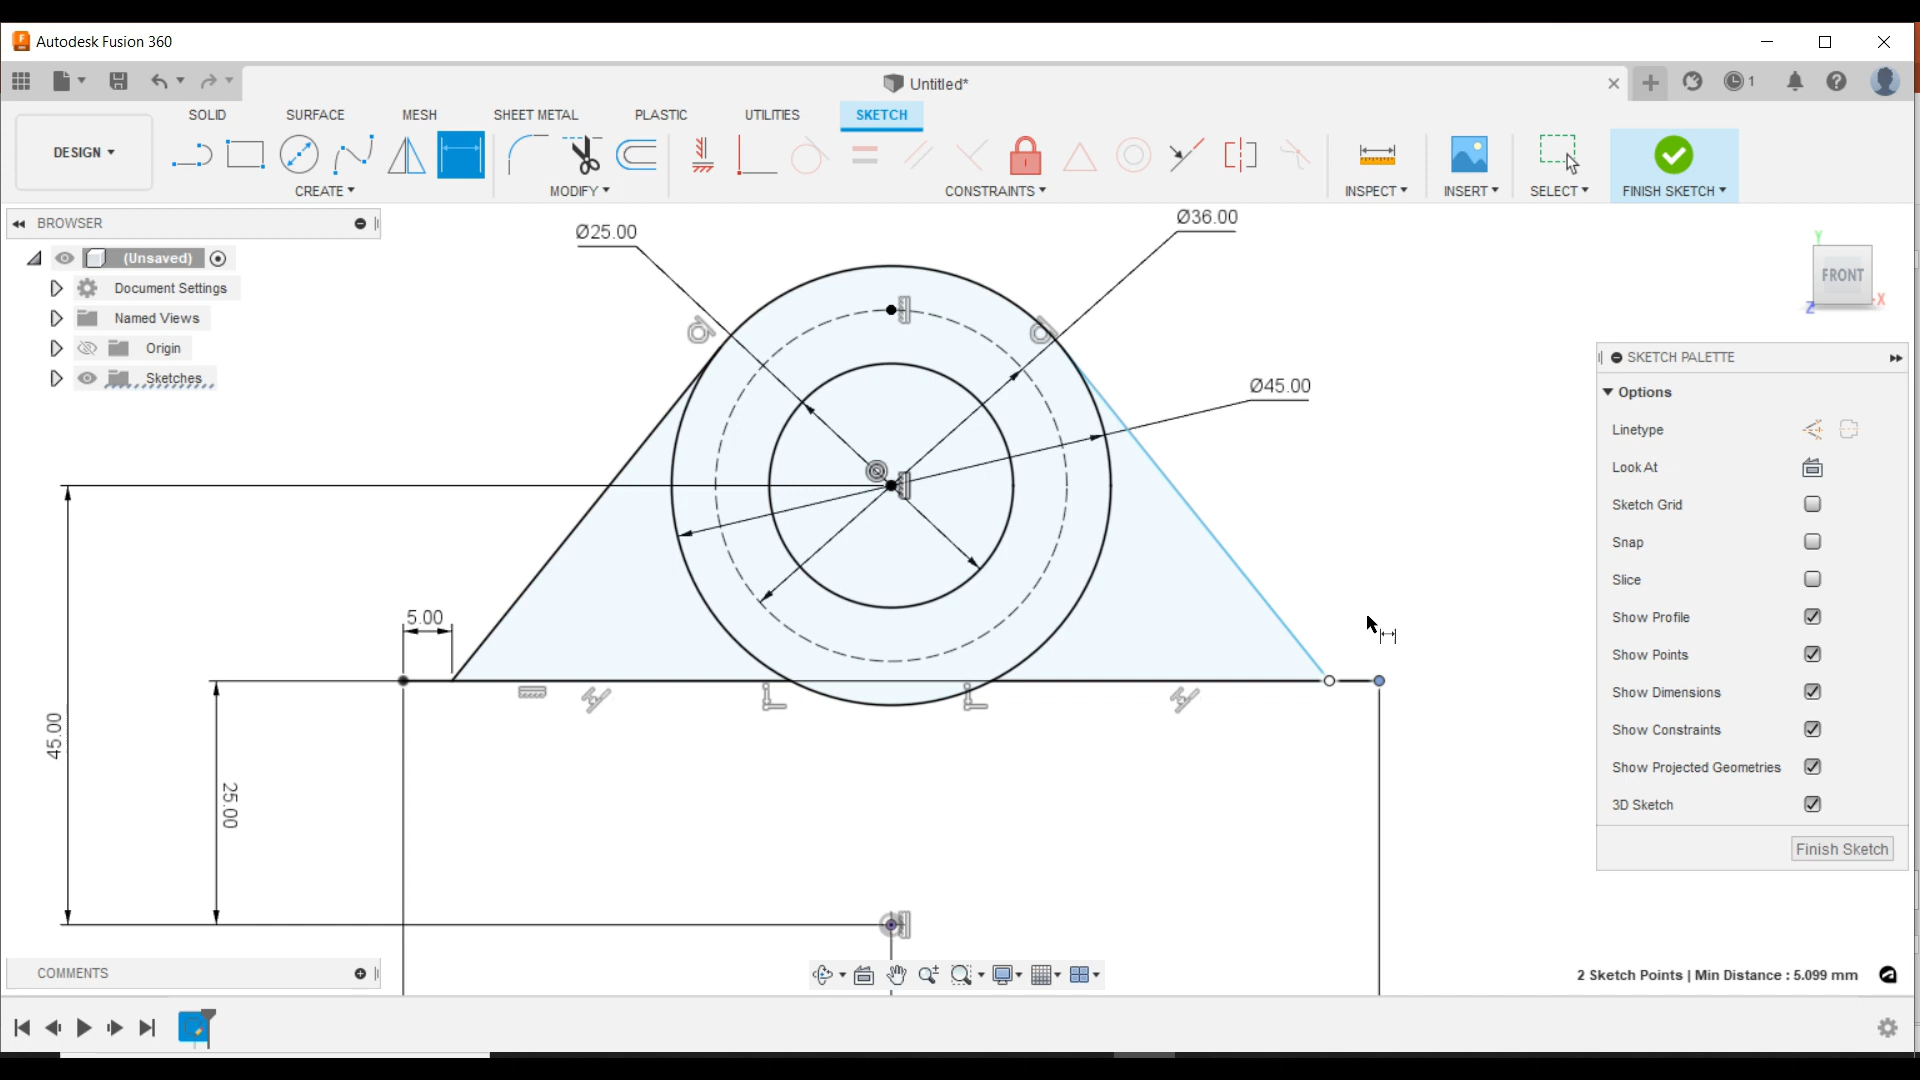 Autodesk Fusion 360
Untitled*
1
SOLID
SURFACE
MESH
SHEET METAL
PLASTIC
UTILITIES
SKETCH
DESIGN
CREATE
MODIFY
CONSTRAINTS
INSPECT
INSERT
SELECT
FINISH SKETCH
BROWSER
(Unsaved)
Document Settings
Named Views
Origin
Sketches
Ø25.00
Ø36.00
Ø45.00
5.00
45.00
25.00
Y
FRONT
X
Z
SKETCH PALETTE
Options
Linetype
Look At
Sketch Grid
Snap
Slice
Show Profile
Show Points
Show Dimensions
Show Constraints
Show Projected Geometries
3D Sketch
Finish Sketch
COMMENTS
2 Sketch Points | Min Distance : 5.099 mm